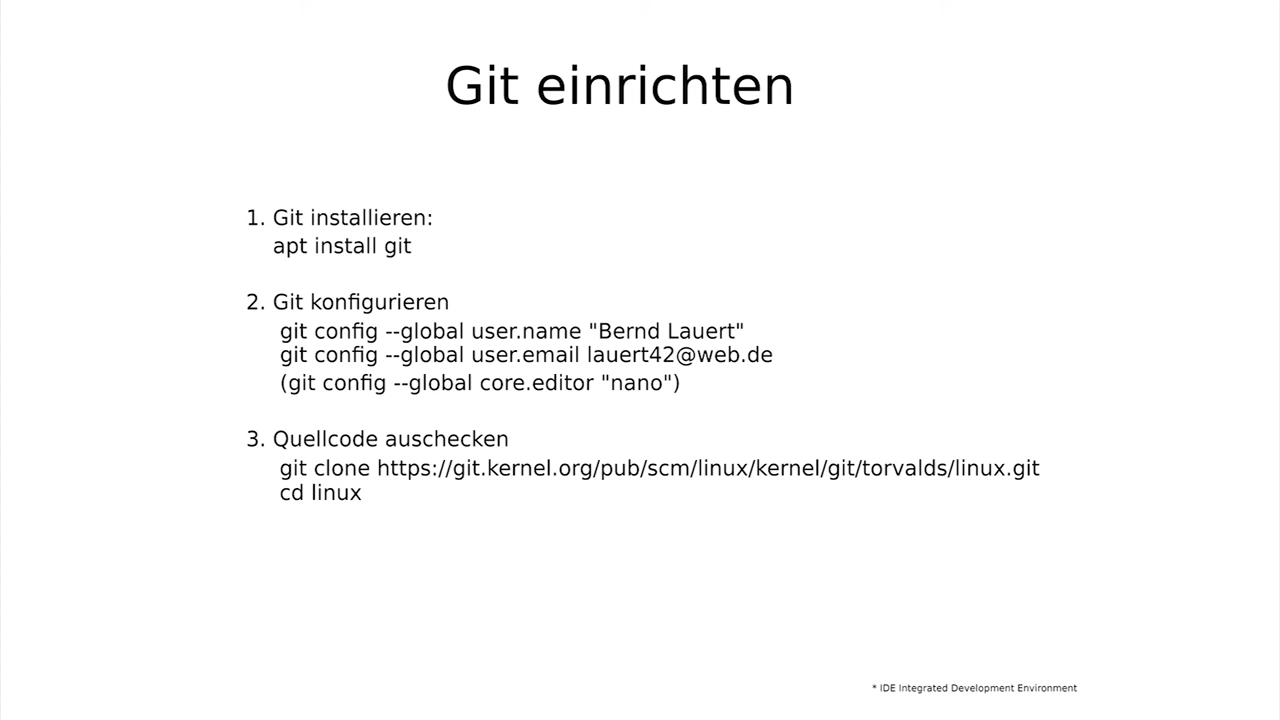 Git einrichten
1. Git installieren:
apt install git
2. Git konfigurieren
git config --global user.name "Bernd Lauert"
git config --global user.email lauert42@web.de
(git config --global core.editor "nano")
3. Quellcode auschecken
git clone https://git.kernel.org/pub/scm/linux/kernel/git/torvalds/linux.git
cd linux
* IDE Integrated Development Environment